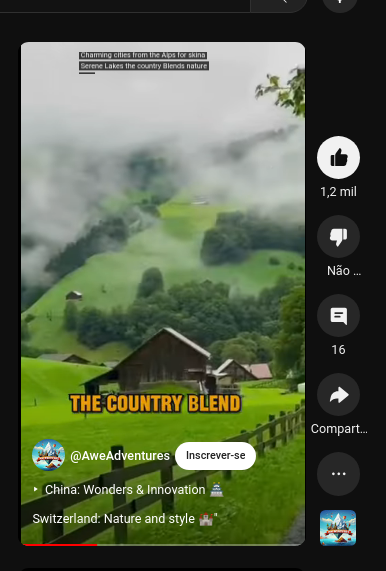 Charming cities from the Alps for skina
Serene Lakes the country Blends nature
1,2 mil
Não ...
16
THE COUNTRY BLEND
Compart...
@AweAdventures Inscrever-se
‣ China: Wonders & Innovation 🏯
Switzerland: Nature and style 🏰"